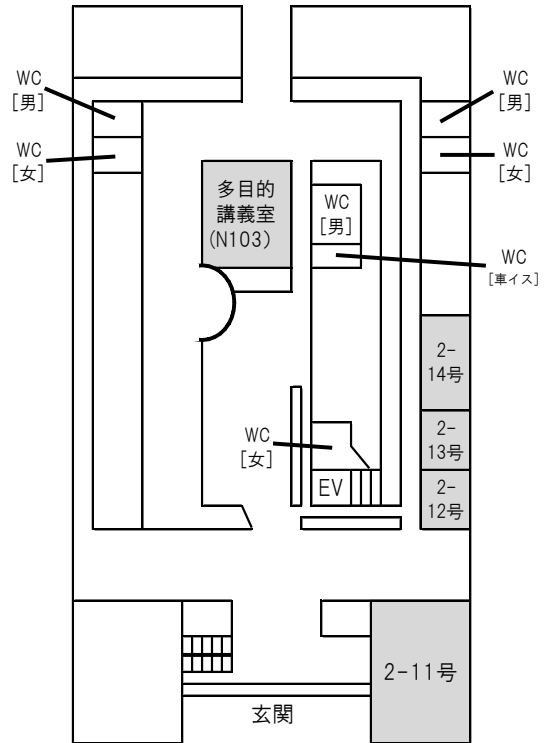 WC
[男]
WC
[女]
WC
[男]
WC
[女]
多目的
講義室
(N103)
WC
[男]
WC
[車イス]
2-
14号
2-
13号
2-
12号
WC
[女]
EV
2-11号
玄関